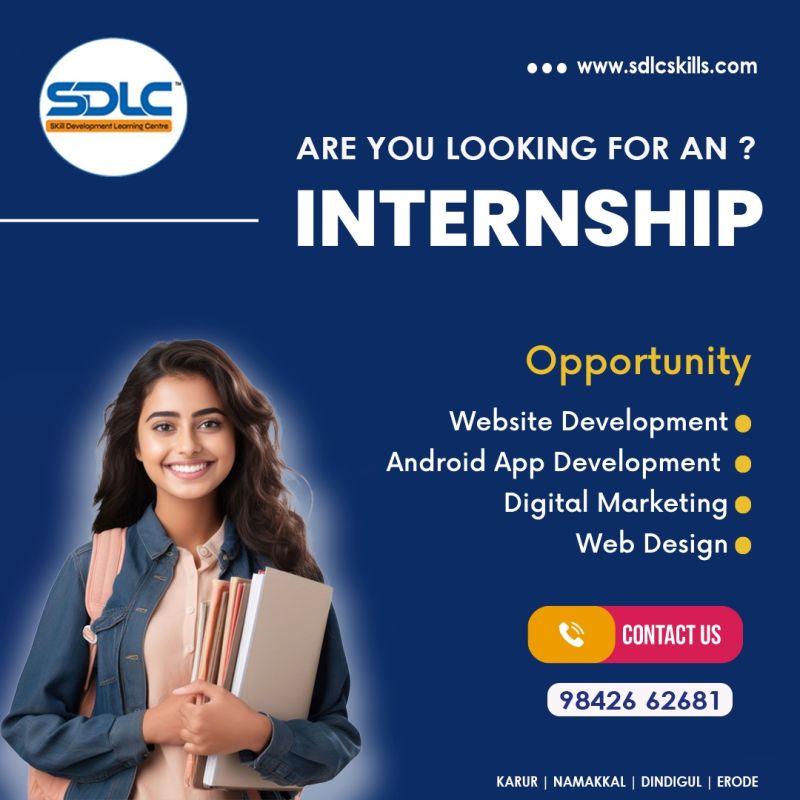 SDLC™
SKill Development Learning Centre
www.sdlcskills.com
ARE YOU LOOKING FOR AN ?
INTERNSHIP
Opportunity
Website Development
Android App Development
Digital Marketing
Web Design
CONTACT US
98426 62681
KARUR | NAMAKKAL | DINDIGUL | ERODE